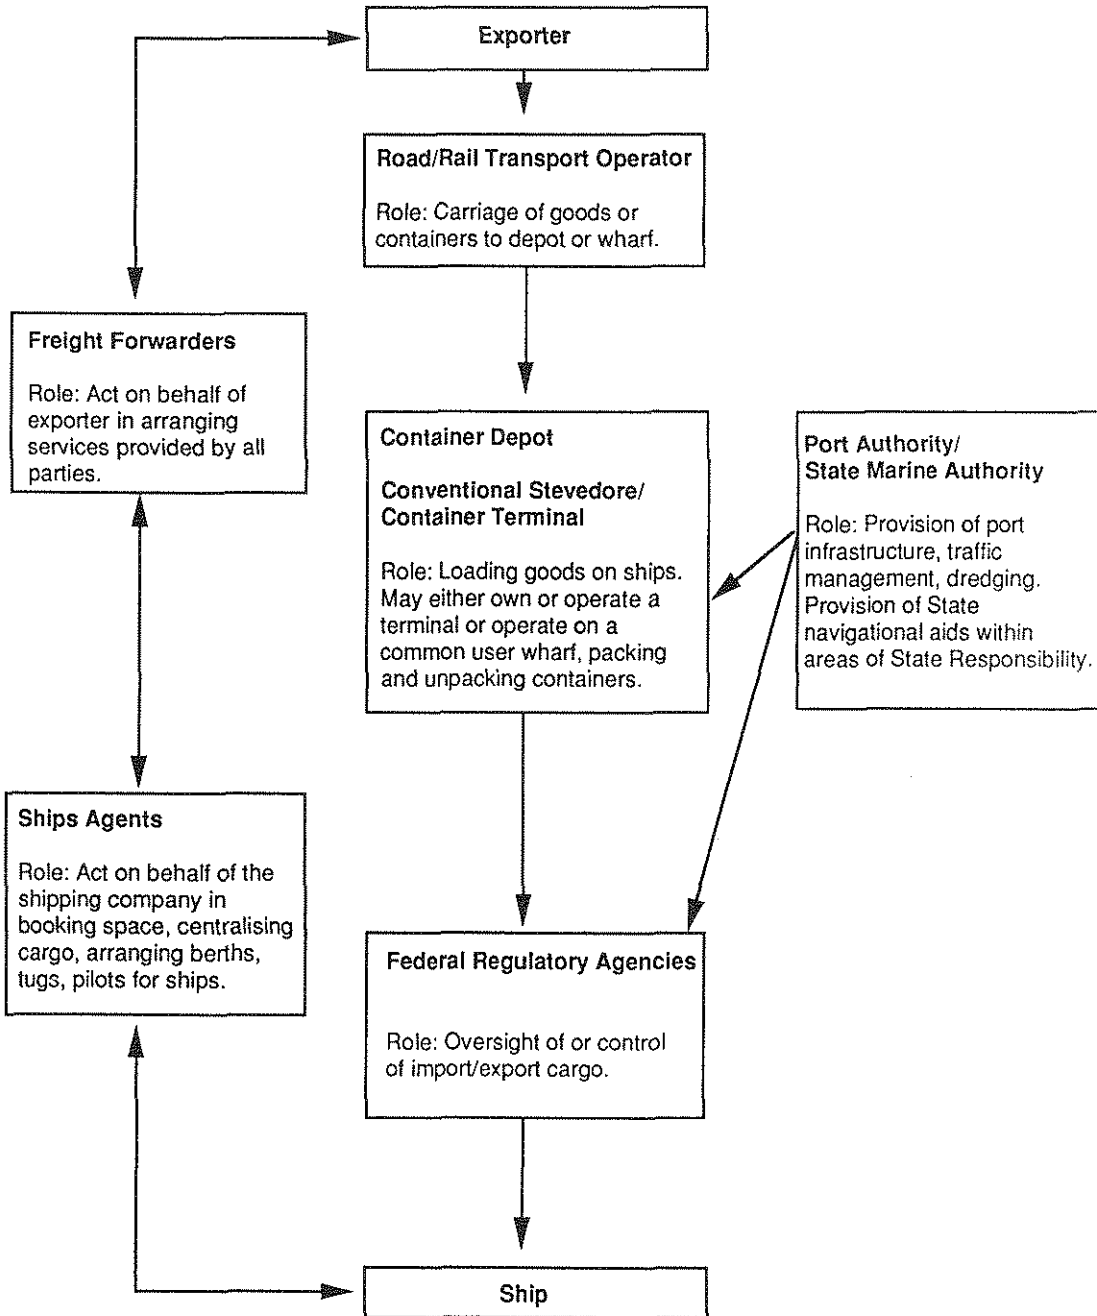 Exporter
Road/Rail Transport Operator
Role: Carriage of goods or
containers to depot or wharf.
Freight Forwarders
Role: Act on behalf of
exporter in arranging
services provided by all
parties.
Container Depot
Conventional Stevedore/
Container Terminal
Role: Loading goods on ships.
May either own or operate a
terminal or operate on a
common user wharf, packing
and unpacking containers.
Port Authority/
State Marine Authority
Role: Provision of port
infrastructure, traffic
management, dredging.
Provision of State
navigational aids within
areas of State Responsibility.
Ships Agents
Role: Act on behalf of the
shipping company in
booking space, centralising
cargo, arranging berths,
tugs, pilots for ships.
Federal Regulatory Agencies
Role: Oversight of or control
of import/export cargo.
Ship